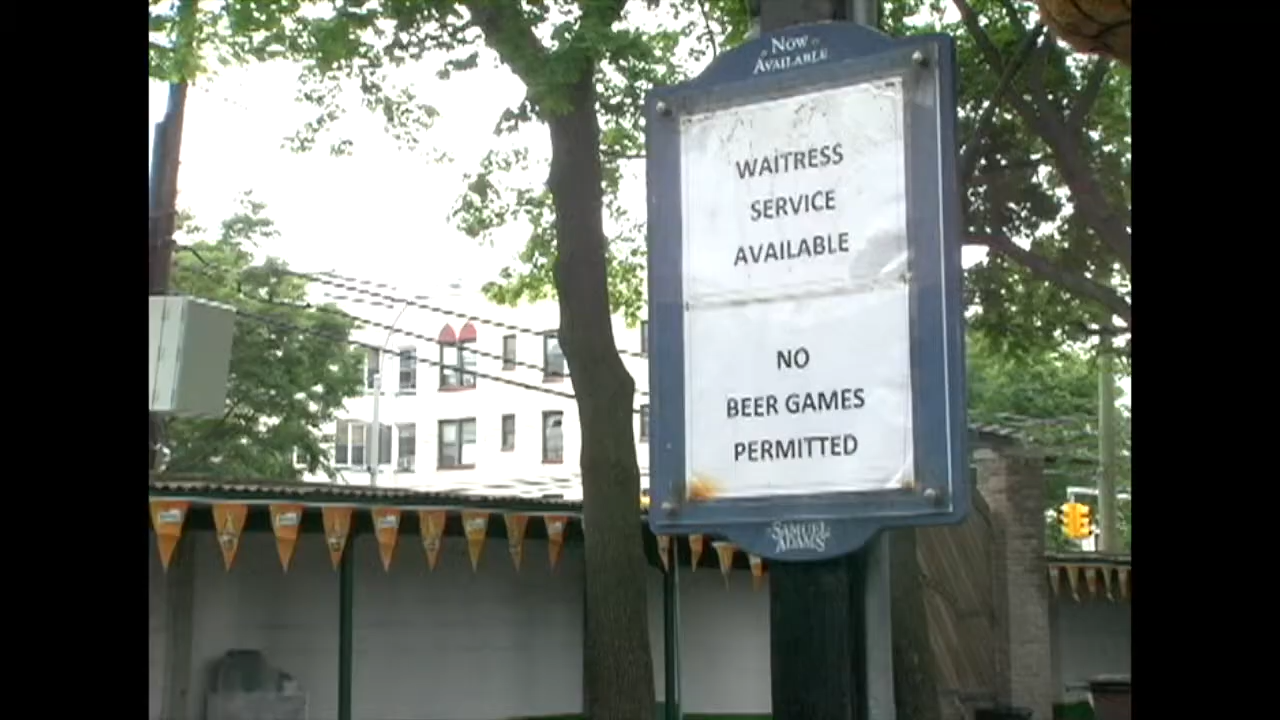 NOW
AVAILABLE
WAITRESS
SERVICE
AVAILABLE
NO
BEER GAMES
PERMITTED
SAMUEL
ADAMS